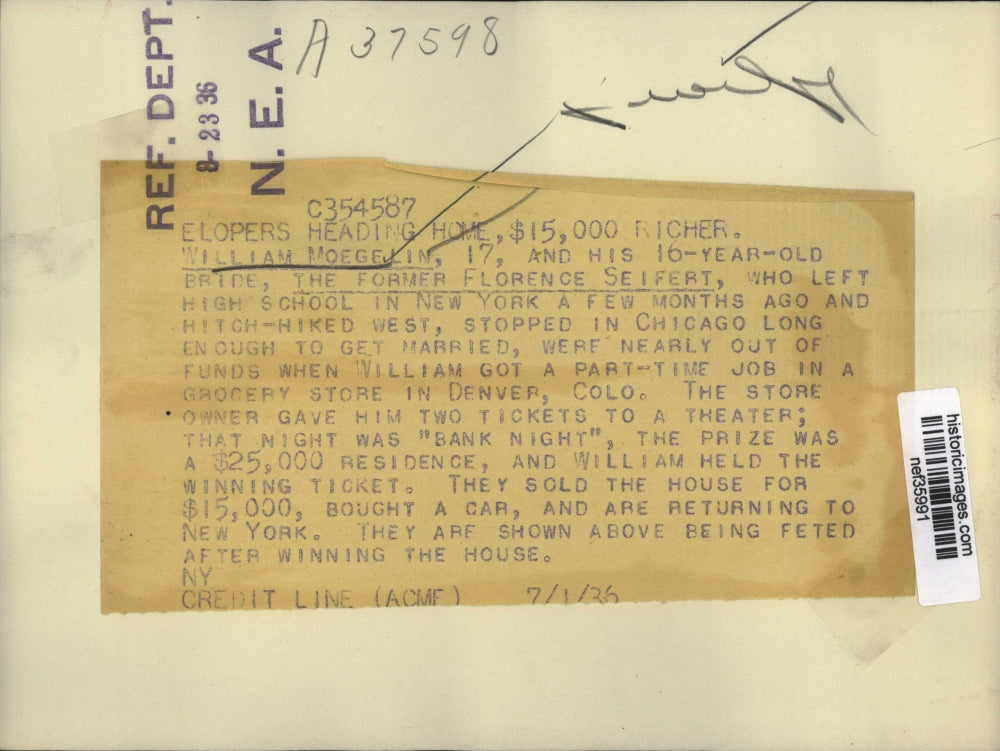 REF. DEPT.
8-23 36
N. E. A.
A 37598
C354587
ELOPERS HEADING HOME, $15,000 RICHER.
WILLIAM MOEGELIN, 17, AND HIS 16-YEAR-OLD
BRIDE, THE FORMER FLORENCE SEIFERT, WHO LEFT
HIGH SCHOOL IN NEW YORK A FEW MONTHS AGO AND
HITCH-HIKED WEST, STOPPED IN CHICAGO LONG
ENOUGH TO GET MARRIED, WERE NEARLY OUT OF
FUNDS WHEN WILLIAM GOT A PART-TIME JOB IN A
GROCERY STORE IN DENVER, COLO. THE STORE
OWNER GAVE HIM TWO TICKETS TO A THEATER;
THAT NIGHT WAS "BANK NIGHT", THE PRIZE WAS
A $25,000 RESIDENCE, AND WILLIAM HELD THE
WINNING TICKET. THEY SOLD THE HOUSE FOR
$15,000, BOUGHT A CAR, AND ARE RETURNING TO
NEW YORK. THEY ARE SHOWN ABOVE BEING FETED
AFTER WINNING THE HOUSE.
NY
CREDIT LINE (ACME) 7/1/36
historicimages.com
nef35991